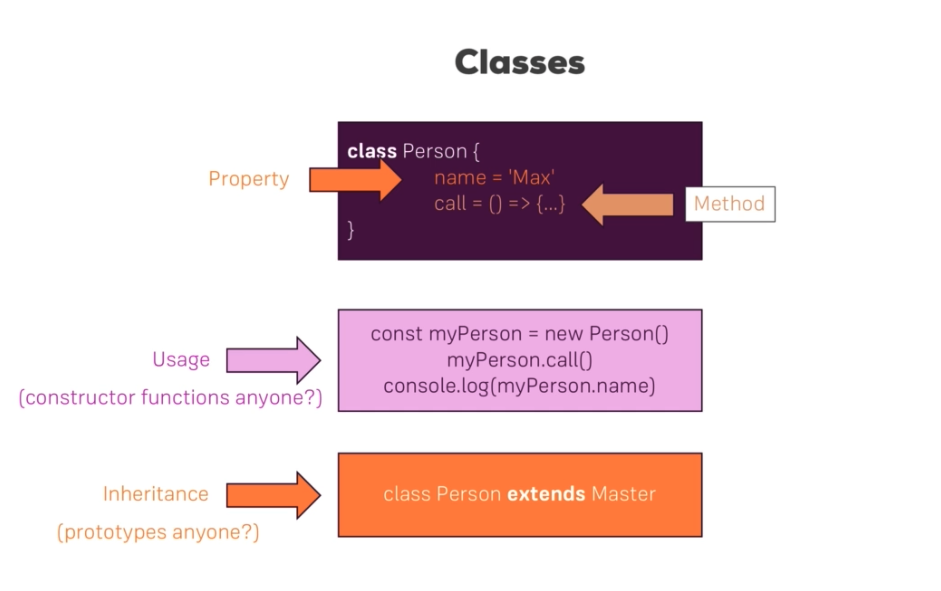 Classes
class Person {
Property
name = 'Max'
call = () => {...}
Method
}
Usage
(constructor functions anyone?)
const myPerson = new Person()
myPerson.call()
console.log(myPerson.name)
Inheritance
(prototypes anyone?)
class Person extends Master